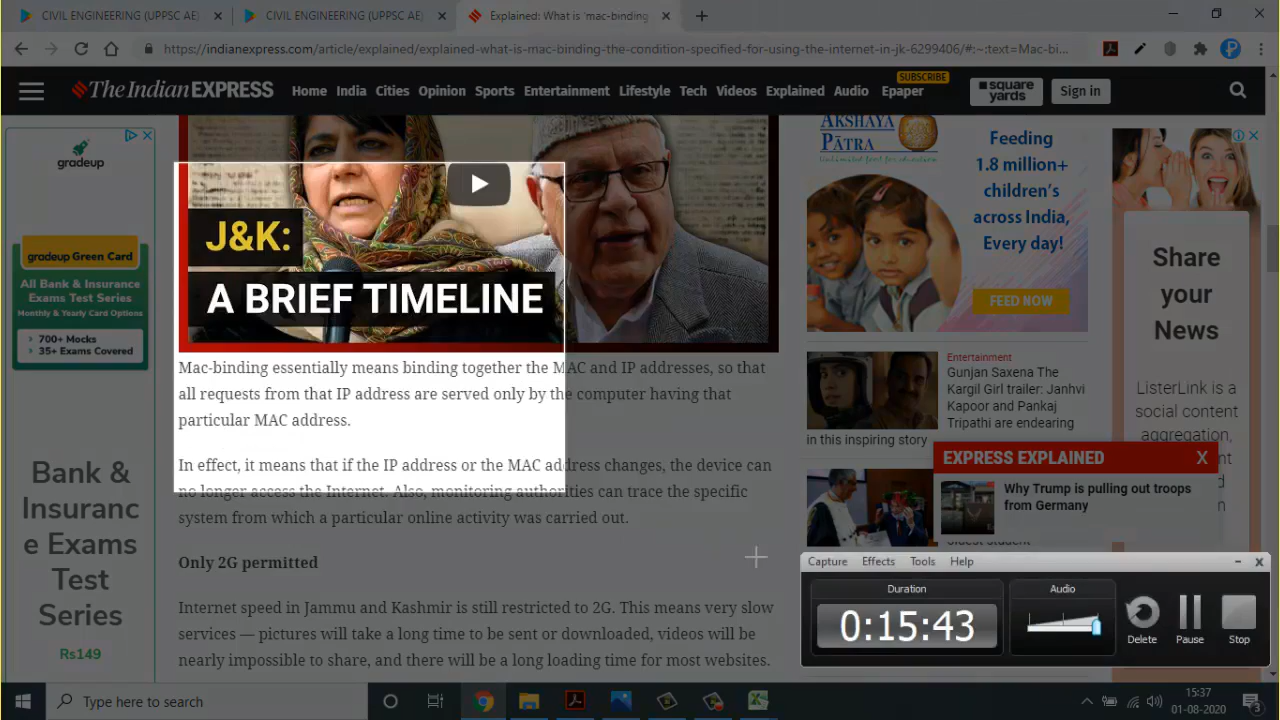 CIVIL ENGINEERING (UPPSC AE)
CIVIL ENGINEERING (UPPSC AE)
Explained: What is 'mac-binding
https://indianexpress.com/article/explained/explained-what-is-mac-binding-the-condition-specified-for-using-the-internet-in-jk-6299406/#:~:text=Mac-bi...
The Indian EXPRESS
Home India Cities Opinion Sports Entertainment Lifestyle Tech Videos Explained Audio Epaper
SUBSCRIBE
square yards
Sign in
gradeup
gradeup Green Card
All Bank & Insurance
Exams Test Series
Monthly & Yearly Card Options
> 700+ Mocks
> 35+ Exams Covered
Bank &
Insuranc
e Exams
Test
Series
Rs149
J&K:
A BRIEF TIMELINE
Mac-binding essentially means binding together the MAC and IP addresses, so that
all requests from that IP address are served only by the computer having that
particular MAC address.
In effect, it means that if the IP address or the MAC address changes, the device can
no longer access the Internet. Also, monitoring authorities can trace the specific
system from which a particular online activity was carried out.
Only 2G permitted
Internet speed in Jammu and Kashmir is still restricted to 2G. This means very slow
services — pictures will take a long time to be sent or downloaded, videos will be
nearly impossible to share, and there will be a long loading time for most websites.
AKSHAYA
PATRA
Unlimited food for education
Feeding
1.8 million+
children's
across India,
Every day!
FEED NOW
Entertainment
Gunjan Saxena The
Kargil Girl trailer: Janhvi
Kapoor and Pankaj
Tripathi are endearing
in this inspiring story
EXPRESS EXPLAINED X
Why Trump is pulling out troops
from Germany
Share
your
News
ListerLink is a
social content
aggregation,
Capture Effects Tools Help
Duration
0:15:43
Audio
Delete
Pause
Stop
Type here to search
15:37
01-08-2020
3